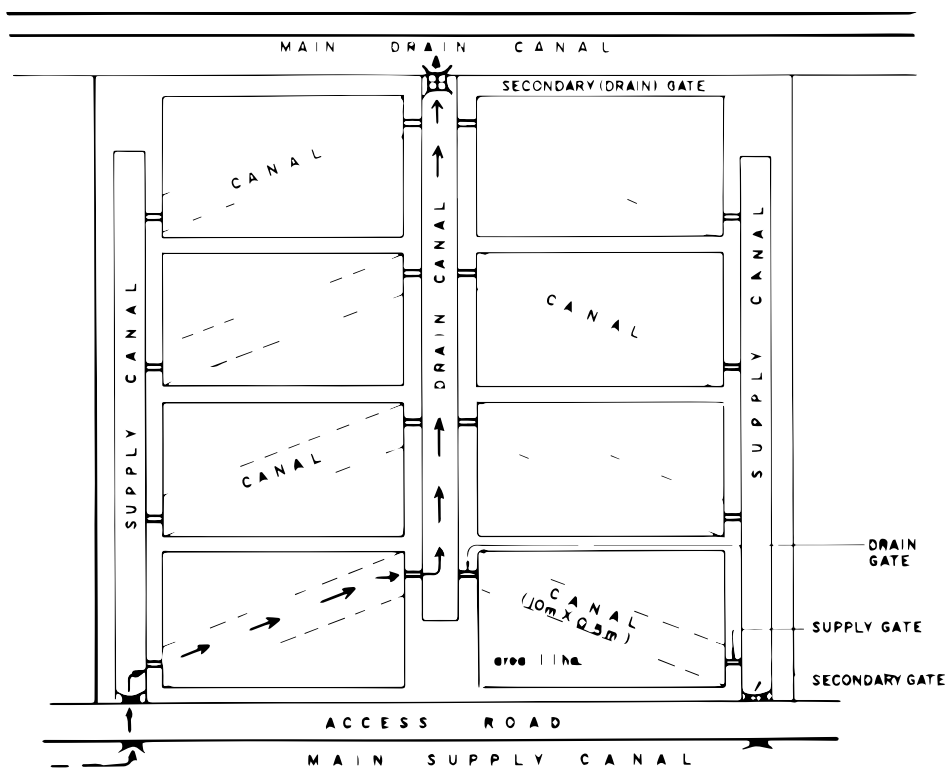 MAIN DRAIN CANAL
SECONDARY (DRAIN) GATE
CANAL
DRAIN CANAL
SUPPLY CANAL
SUPPLY CANAL
CANAL
CANAL
DRAIN
GATE
CANAL
(10m X 0.5m)
area 1 ha.
SUPPLY GATE
SECONDARY GATE
ACCESS ROAD
MAIN SUPPLY CANAL